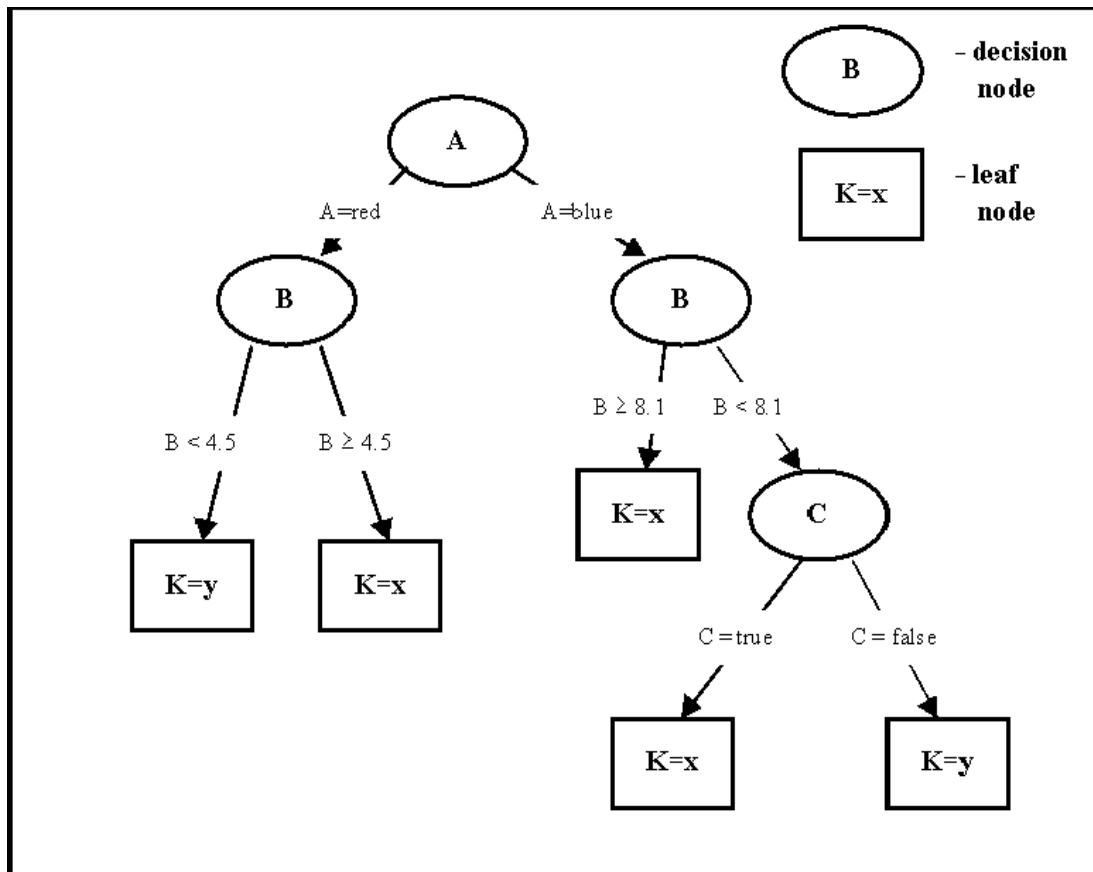 B
– decision
node
A
K=x
– leaf
node
A=red
A=blue
B
B
B ≥ 8.1
B < 8.1
B < 4.5
B ≥ 4.5
K=x
C
K=y
K=x
C = true
C = false
K=x
K=y